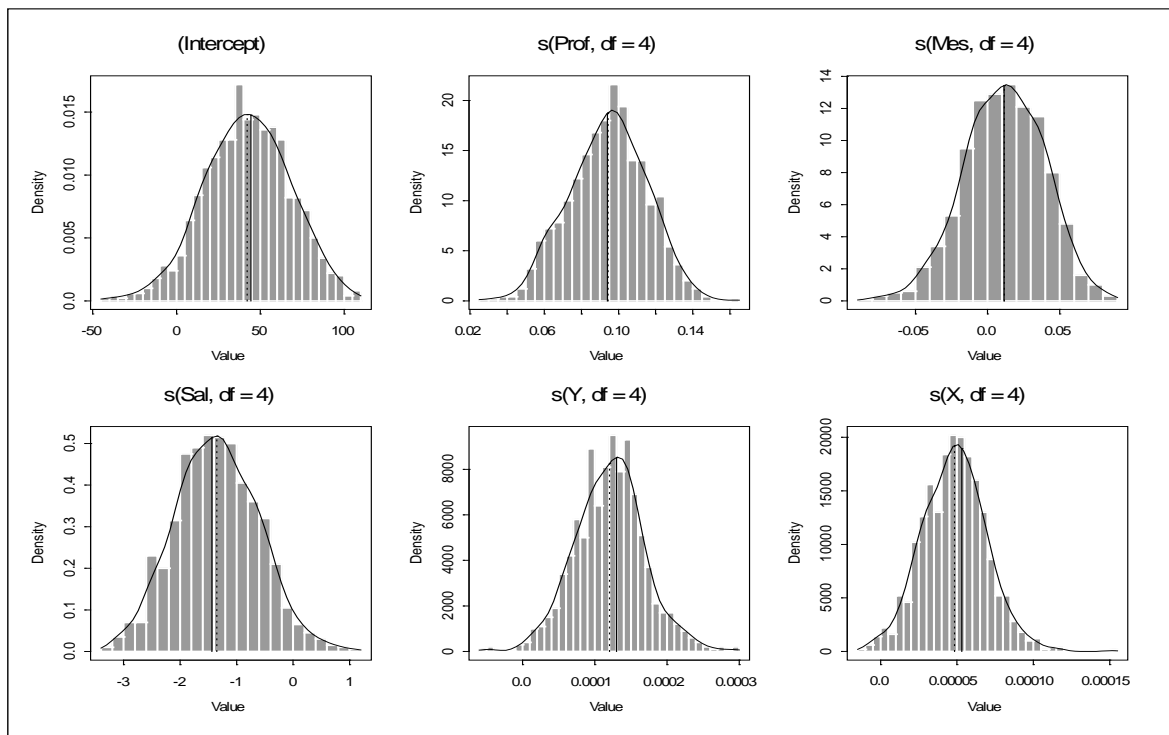 (Intercept)
Density
0.0 0.005 0.010 0.015
-50 0 50 100
Value
s(Prof, df = 4)
Density
0 5 10 15 20
0.02 0.06 0.10 0.14
Value
s(Mes, df = 4)
Density
0 2 4 6 8 10 12 14
-0.05 0.0 0.05
Value
s(Sal, df = 4)
Density
0.0 0.1 0.2 0.3 0.4 0.5
-3 -2 -1 0 1
Value
s(Y, df = 4)
Density
0 2000 4000 6000 8000
0.0 0.0001 0.0002 0.0003
Value
s(X, df = 4)
Density
0 5000 10000 15000 20000
0.0 0.00005 0.00010 0.00015
Value